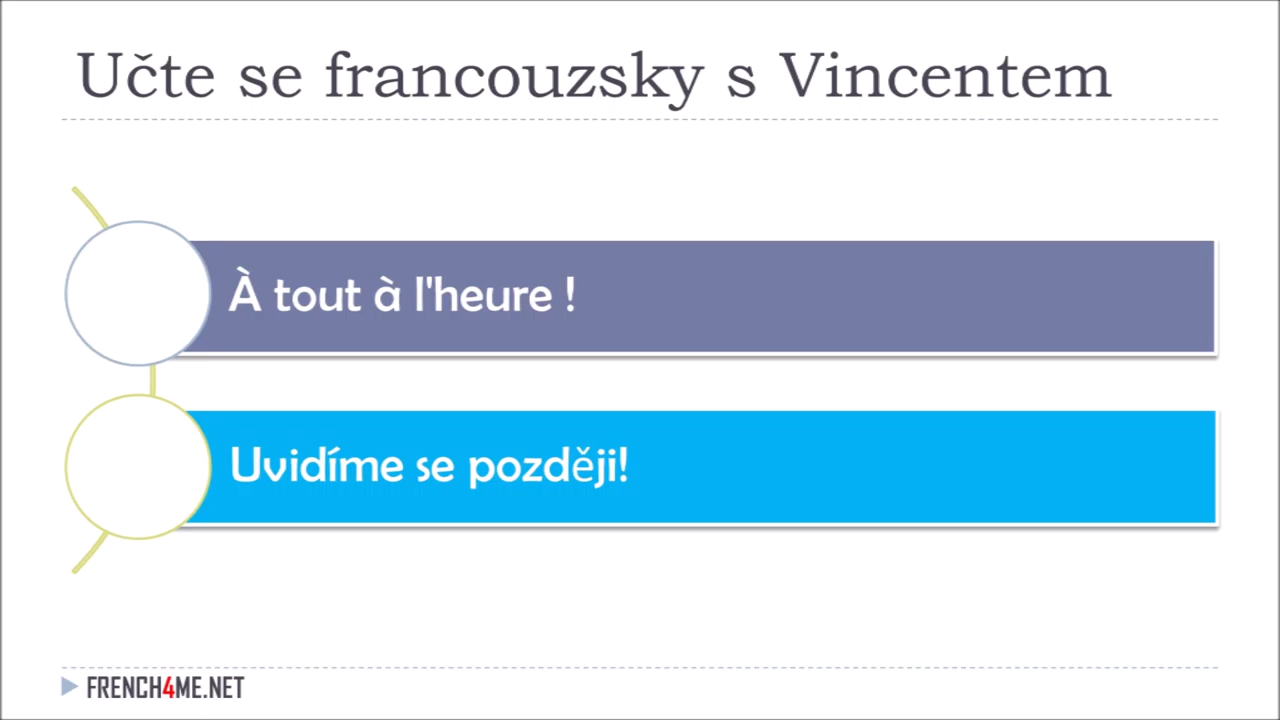 Učte se francouzsky s Vincentem
À tout à l'heure !
Uvidíme se později!
FRENCH4ME.NET